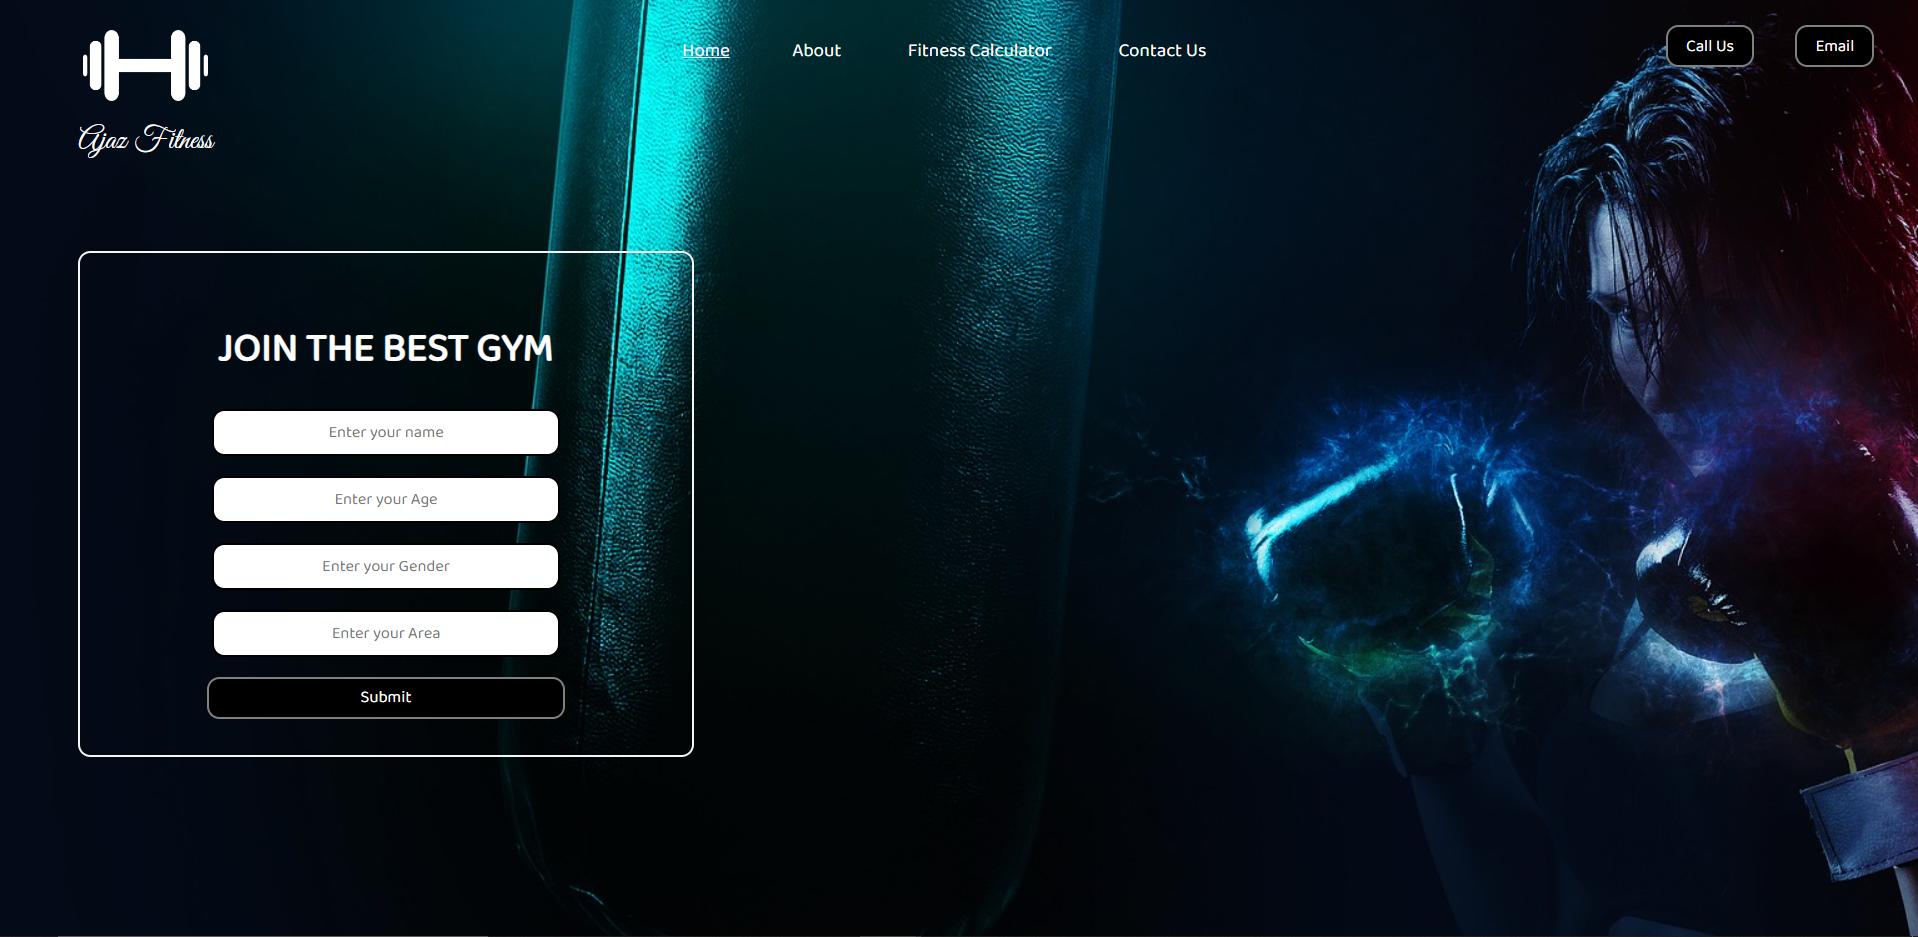 Home
About
Fitness Calculator
Contact Us
Call Us
Email
Ajaz Fitness
JOIN THE BEST GYM
Enter your name
Enter your Age
Enter your Gender
Enter your Area
Submit